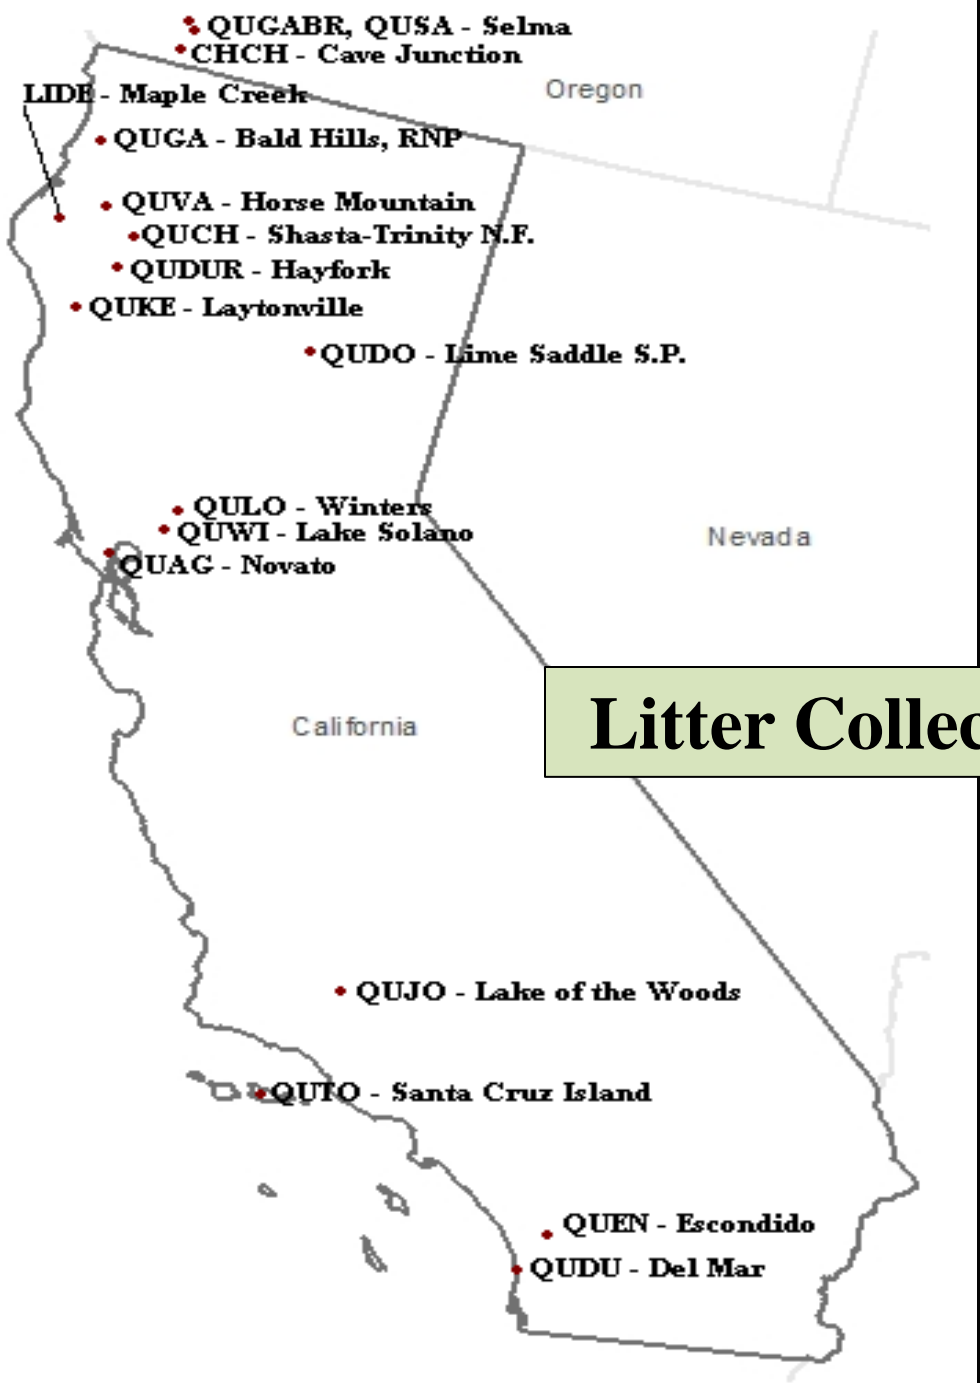 QUGABR, QUSA - Selma
CHCH - Cave Junction
Oregon
LIDE - Maple Creek
QUGA - Bald Hills, RNP
QUVA - Horse Mountain
QUCH - Shasta-Trinity N.F.
QUDUR - Hayfork
QUKE - Laytonville
QUDO - Lime Saddle S.P.
QULO - Winters
QUWI - Lake Solano
Nevada
QUAG - Novato
Litter Collec
California
QUJO - Lake of the Woods
QUTO - Santa Cruz Island
QUEN - Escondido
QUDU - Del Mar